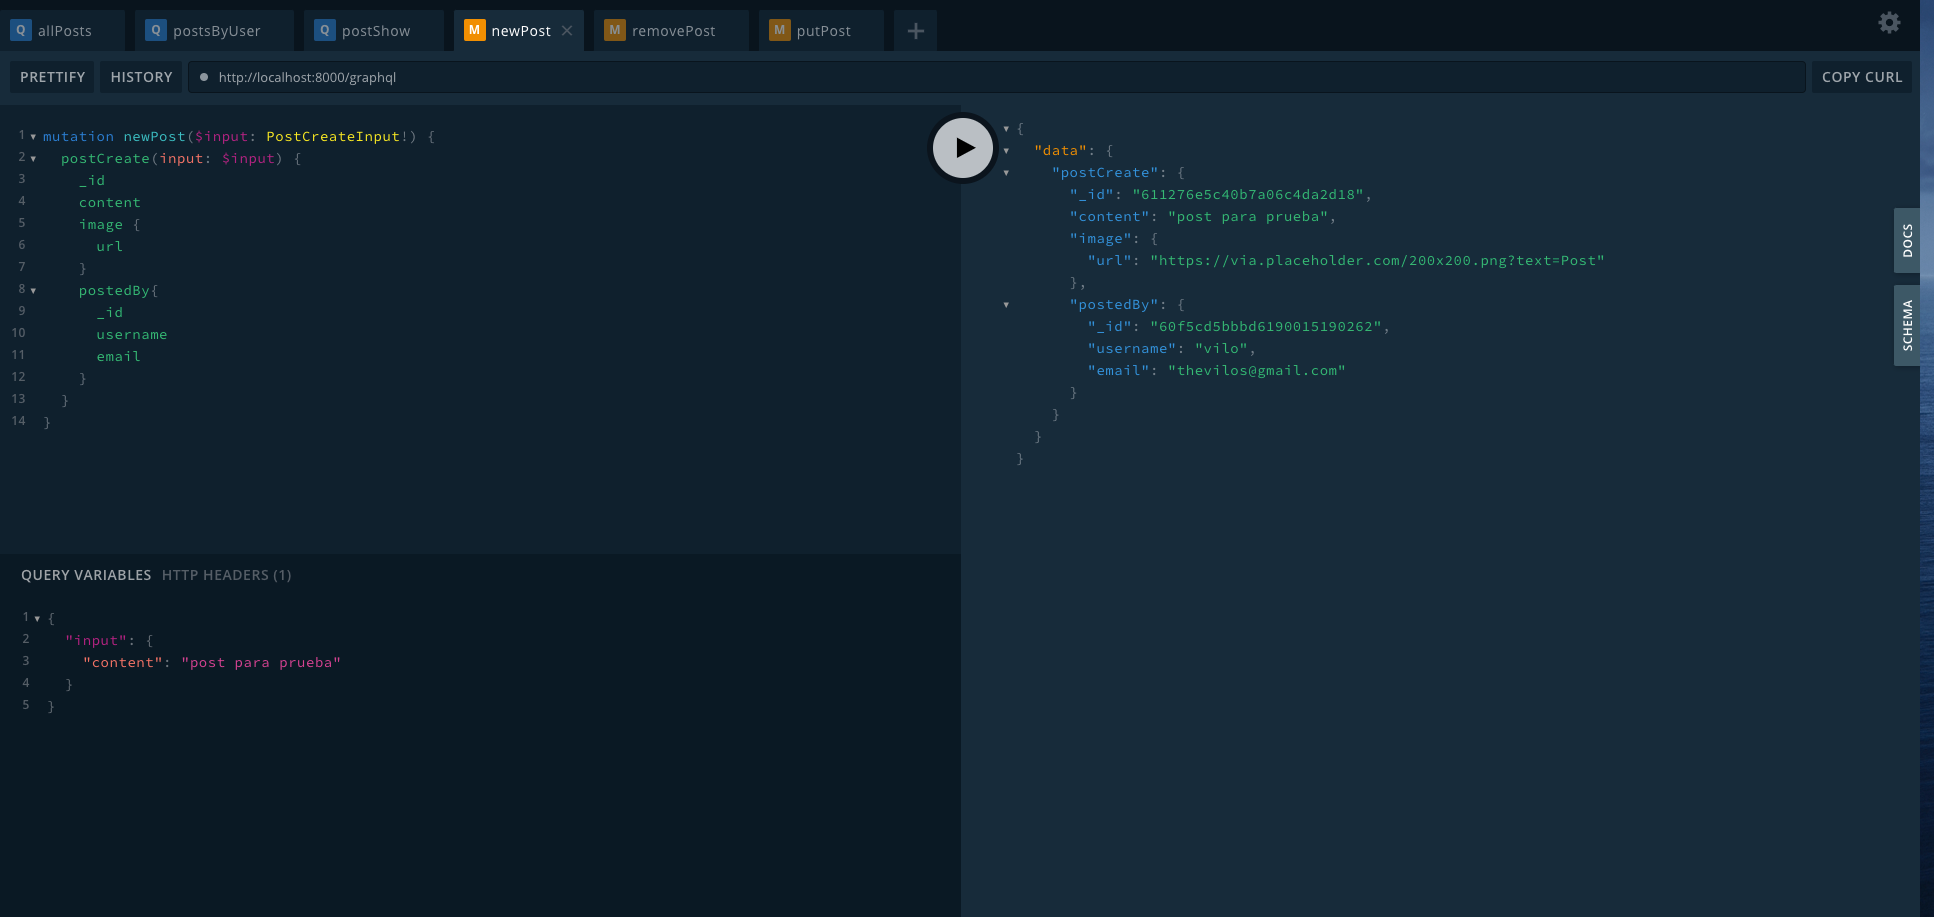 Q allPosts Q postsByUser Q postShow M newPost M removePost M putPost
PRETTIFY HISTORY http://localhost:8000/graphql COPY CURL
1 mutation newPost($input: PostCreateInput!) {
2 postCreate(input: $input) {
3 _id
4 content
5 image {
6 url
7 }
8 postedBy{
9 _id
10 username
11 email
12 }
13 }
14 }
{
"data": {
"postCreate": {
"_id": "611276e5c40b7a06c4da2d18",
"content": "post para prueba",
"image": {
"url": "https://via.placeholder.com/200x200.png?text=Post"
},
"postedBy": {
"_id": "60f5cd5bbbd6190015190262",
"username": "vilo",
"email": "thevilos@gmail.com"
}
}
}
}
DOCS
SCHEMA
QUERY VARIABLES HTTP HEADERS (1)
1 {
2 "input": {
3 "content": "post para prueba"
4 }
5 }